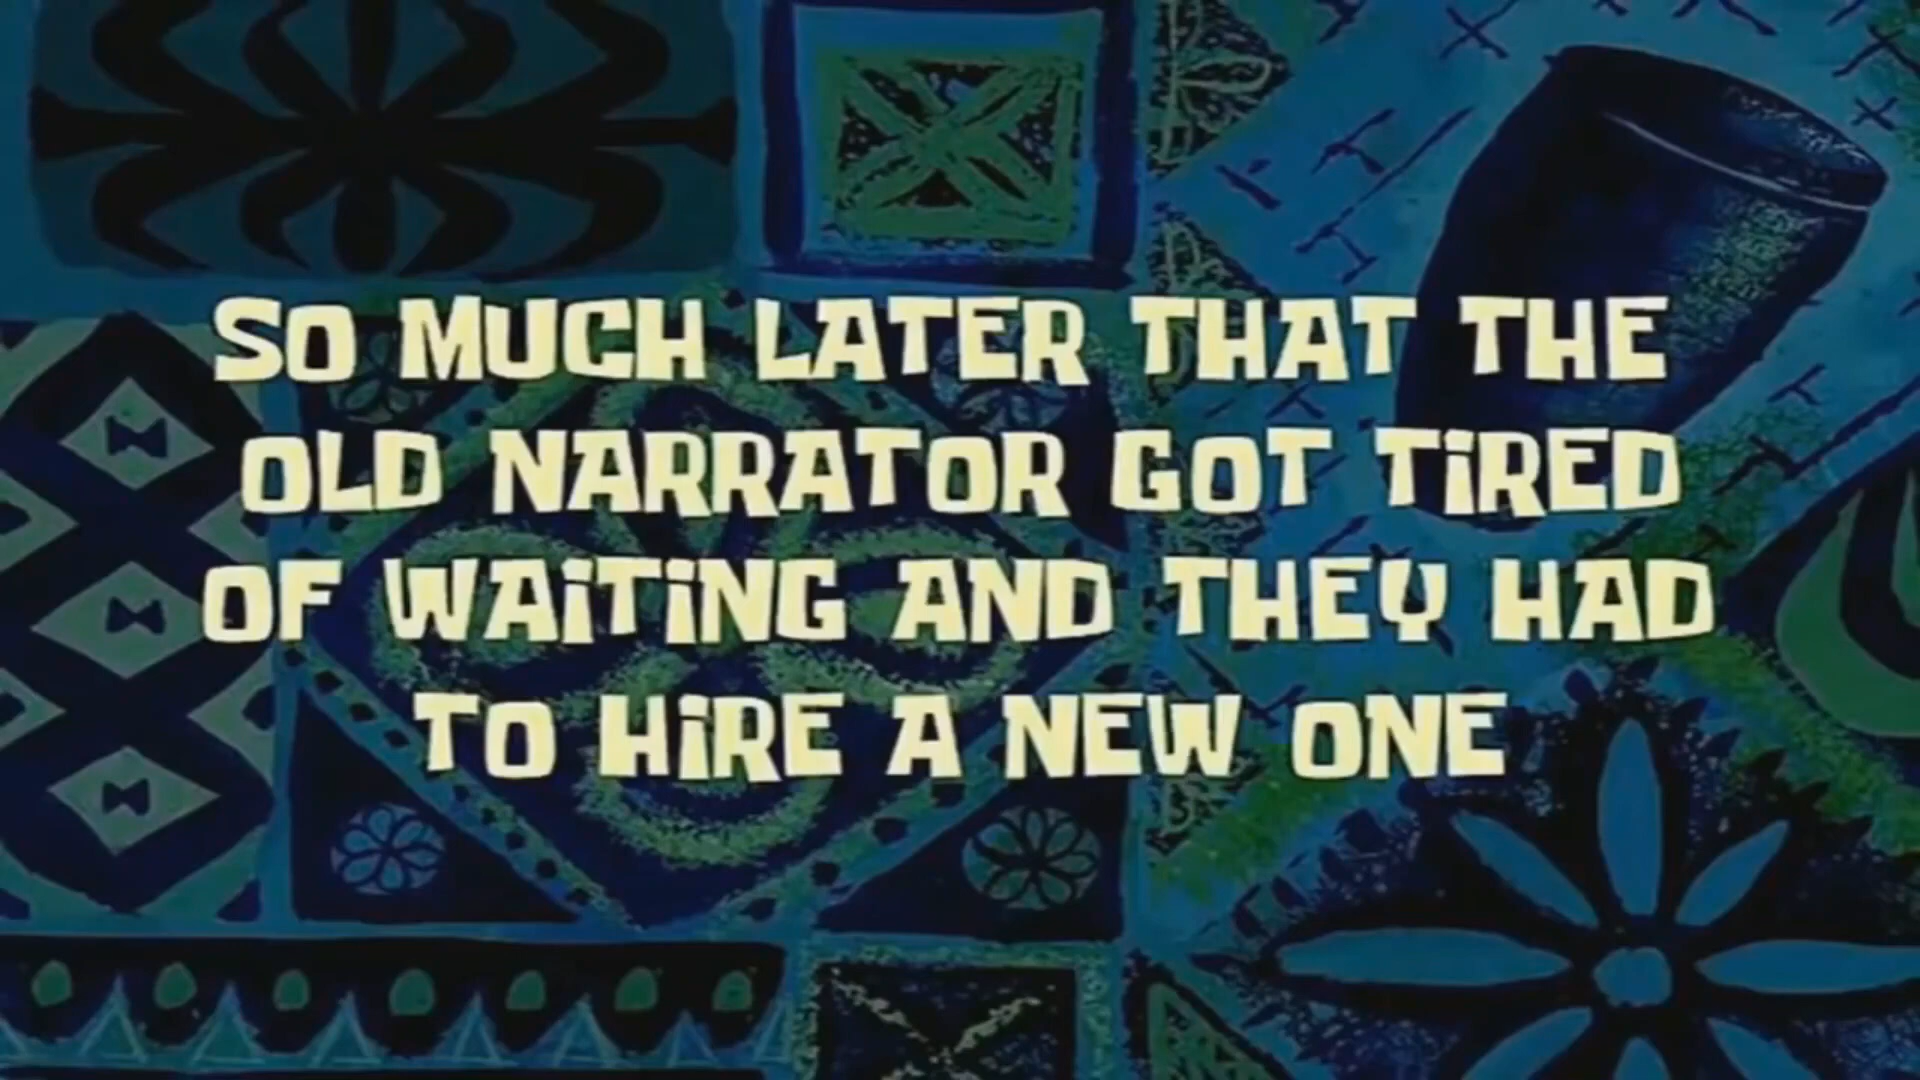 SO MUCH LATER THAT THE
OLD NARRATOR GOT TiRED
OF WAiTiNG AND THEY HAD
TO HiRE A NEW ONE